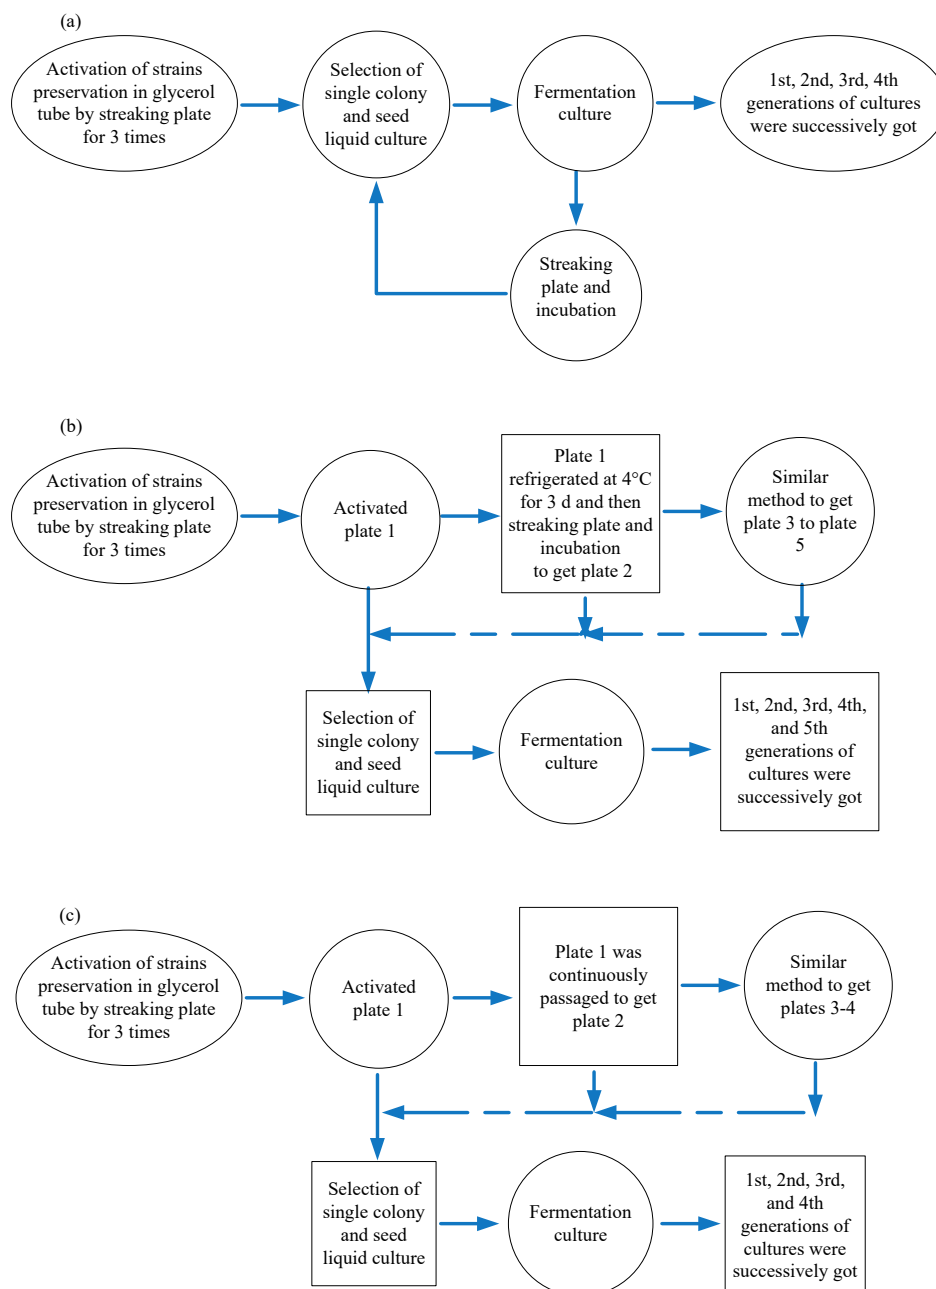 (a)
Activation of strains
preservation in glycerol
tube by streaking plate
for 3 times
Selection of
single colony
and seed
liquid culture
Fermentation
culture
1st, 2nd, 3rd, 4th
generations of cultures
were successively got
Streaking
plate and
incubation
(b)
Activation of strains
preservation in glycerol
tube by streaking plate
for 3 times
Activated
plate 1
Plate 1
refrigerated at 4°C
for 3 d and then
streaking plate and
incubation
to get plate 2
Similar
method to get
plate 3 to plate
5
Selection of
single colony
and seed
liquid culture
Fermentation
culture
1st, 2nd, 3rd, 4th,
and 5th
generations of
cultures were
successively got
(c)
Activation of strains
preservation in glycerol
tube by streaking plate
for 3 times
Activated
plate 1
Plate 1 was
continuously
passaged to get
plate 2
Similar
method to get
plates 3-4
Selection of
single colony
and seed
liquid culture
Fermentation
culture
1st, 2nd, 3rd,
and 4th
generations of
cultures were
successively got